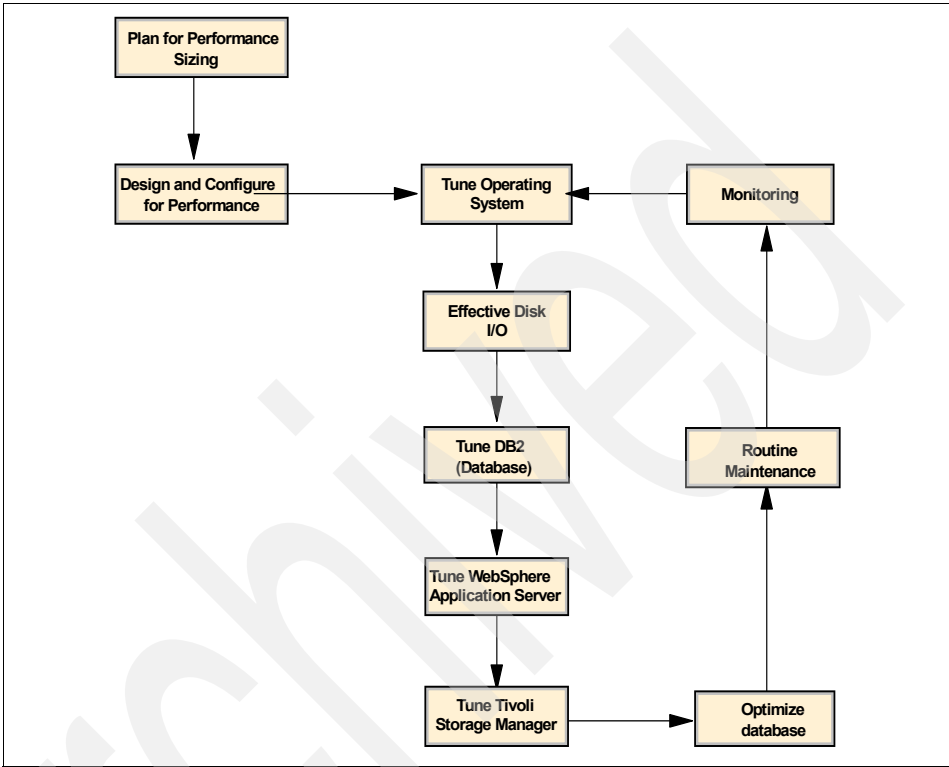 Plan for Performance
Sizing
Design and Configure
for Performance
Tune Operating
System
Monitoring
Effective Disk
I/O
Tune DB2
(Database)
Routine
Maintenance
Tune WebSphere
Application Server
Tune Tivoli
Storage Manager
Optimize
database
rchived